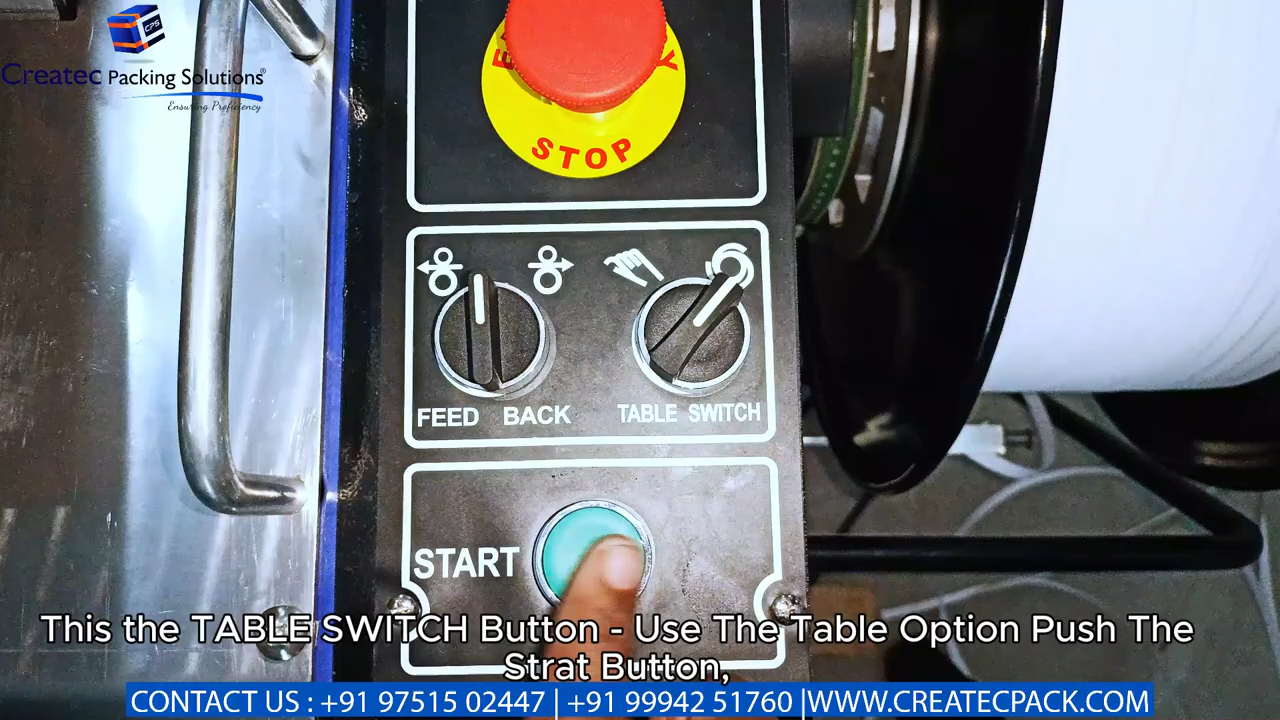 CPS
Createc Packing Solutions®
Ensuring Proficiency
STOP
FEED BACK
TABLE SWITCH
START
This the TABLE SWITCH Button - Use The Table Option Push The
Strat Button,
CONTACT US : +91 97515 02447 | +91 99942 51760 |WWW.CREATECPACK.COM